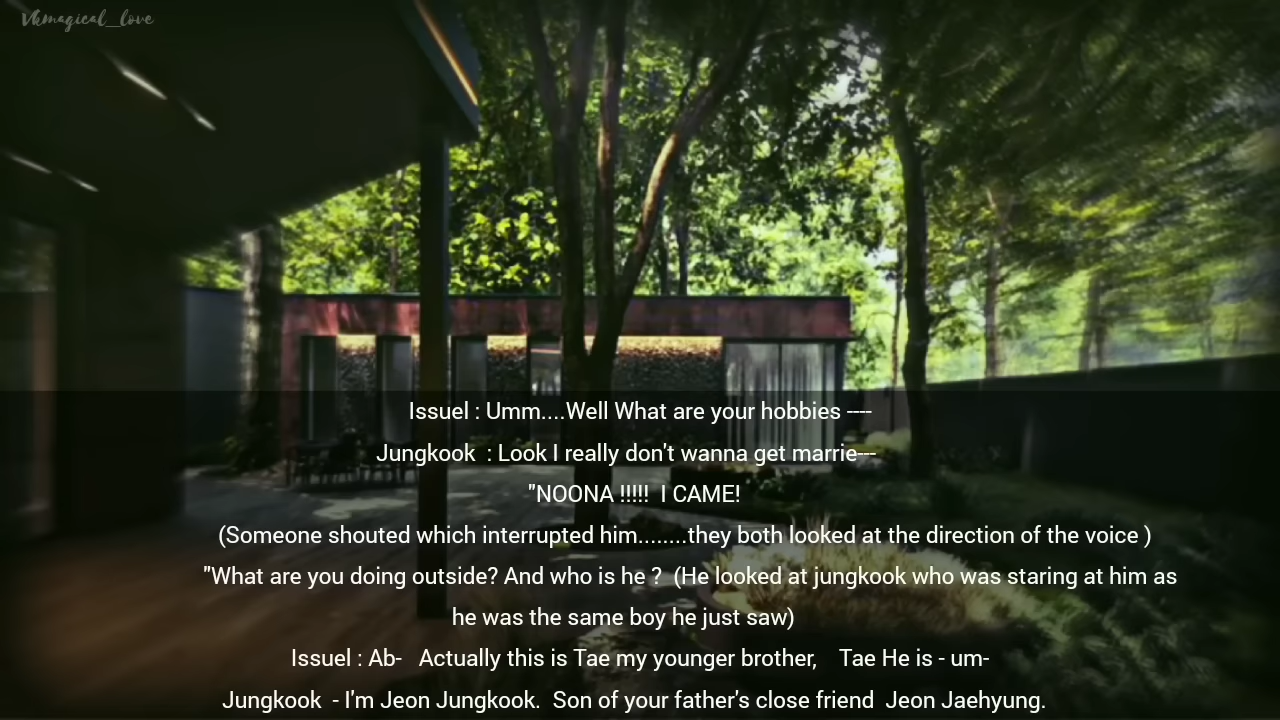 Vkmagical_love
Issuel : Umm....Well What are your hobbies ----
Jungkook  : Look I really don't wanna get marrie---
"NOONA !!!!!  I CAME!
(Someone shouted which interrupted him........they both looked at the direction of the voice )
"What are you doing outside? And who is he ?  (He looked at jungkook who was staring at him as
he was the same boy he just saw)
Issuel : Ab-   Actually this is Tae my younger brother,    Tae He is - um-
Jungkook  - I'm Jeon Jungkook.  Son of your father's close friend  Jeon Jaehyung.